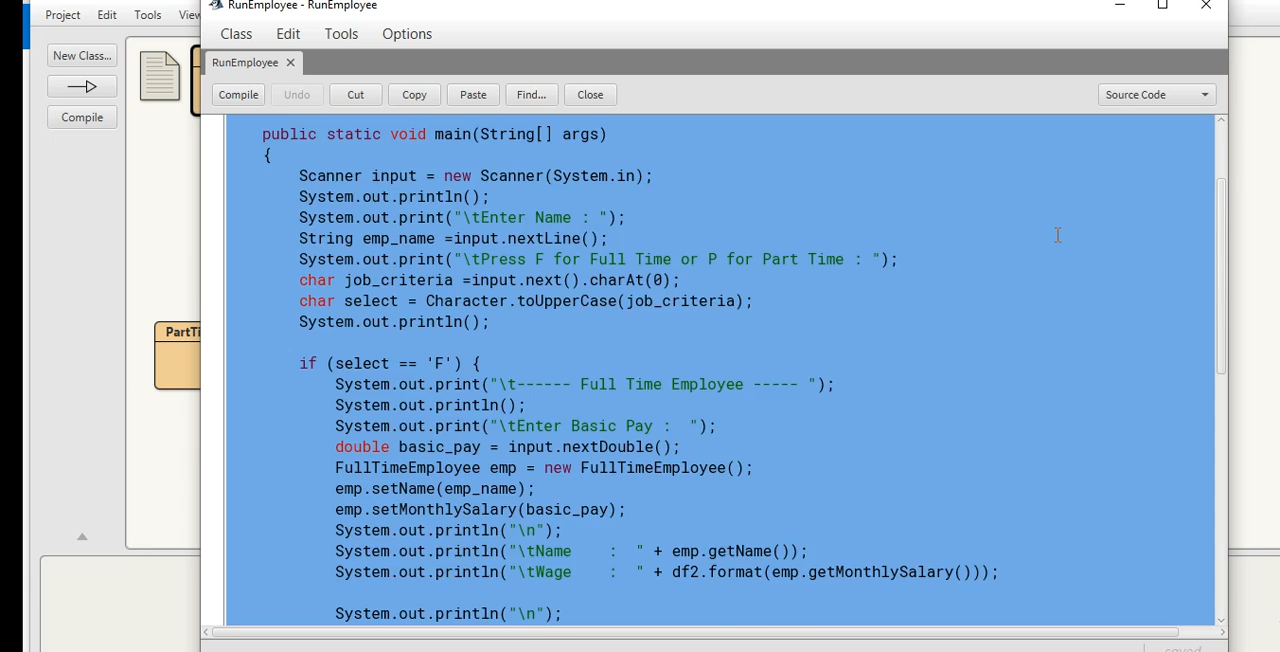 RunEmployee - RunEmployee
Project Edit Tools View
Class Edit Tools Options
New Class...
RunEmployee
Compile Undo Cut Copy Paste Find... Close Source Code
Compile
PartTi
public static void main(String[] args)
{
Scanner input = new Scanner(System.in);
System.out.println();
System.out.print("\tEnter Name : ");
String emp_name =input.nextLine();
System.out.print("\tPress F for Full Time or P for Part Time : ");
char job_criteria =input.next().charAt(0);
char select = Character.toUpperCase(job_criteria);
System.out.println();
if (select == 'F') {
System.out.print("\t------ Full Time Employee ----- ");
System.out.println();
System.out.print("\tEnter Basic Pay :  ");
double basic_pay = input.nextDouble();
FullTimeEmployee emp = new FullTimeEmployee();
emp.setName(emp_name);
emp.setMonthlySalary(basic_pay);
System.out.println("\n");
System.out.println("\tName    :  " + emp.getName());
System.out.println("\tWage    :  " + df2.format(emp.getMonthlySalary()));
System.out.println("\n");
saved